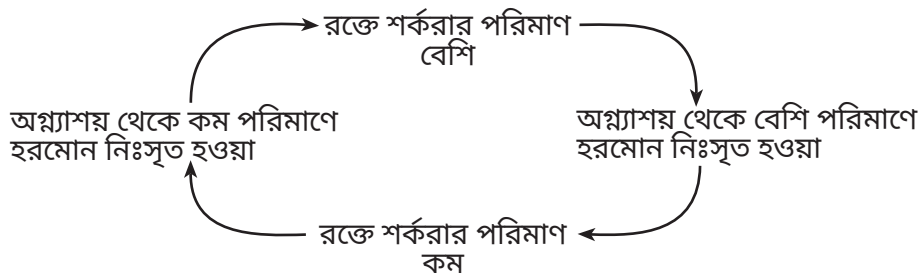 রক্তে শর্করার পরিমাণ
বেশি
অগ্ন্যাশয় থেকে বেশি পরিমাণে
হরমোন নিঃসৃত হওয়া
রক্তে শর্করার পরিমাণ
কম
অগ্ন্যাশয় থেকে কম পরিমাণে
হরমোন নিঃসৃত হওয়া